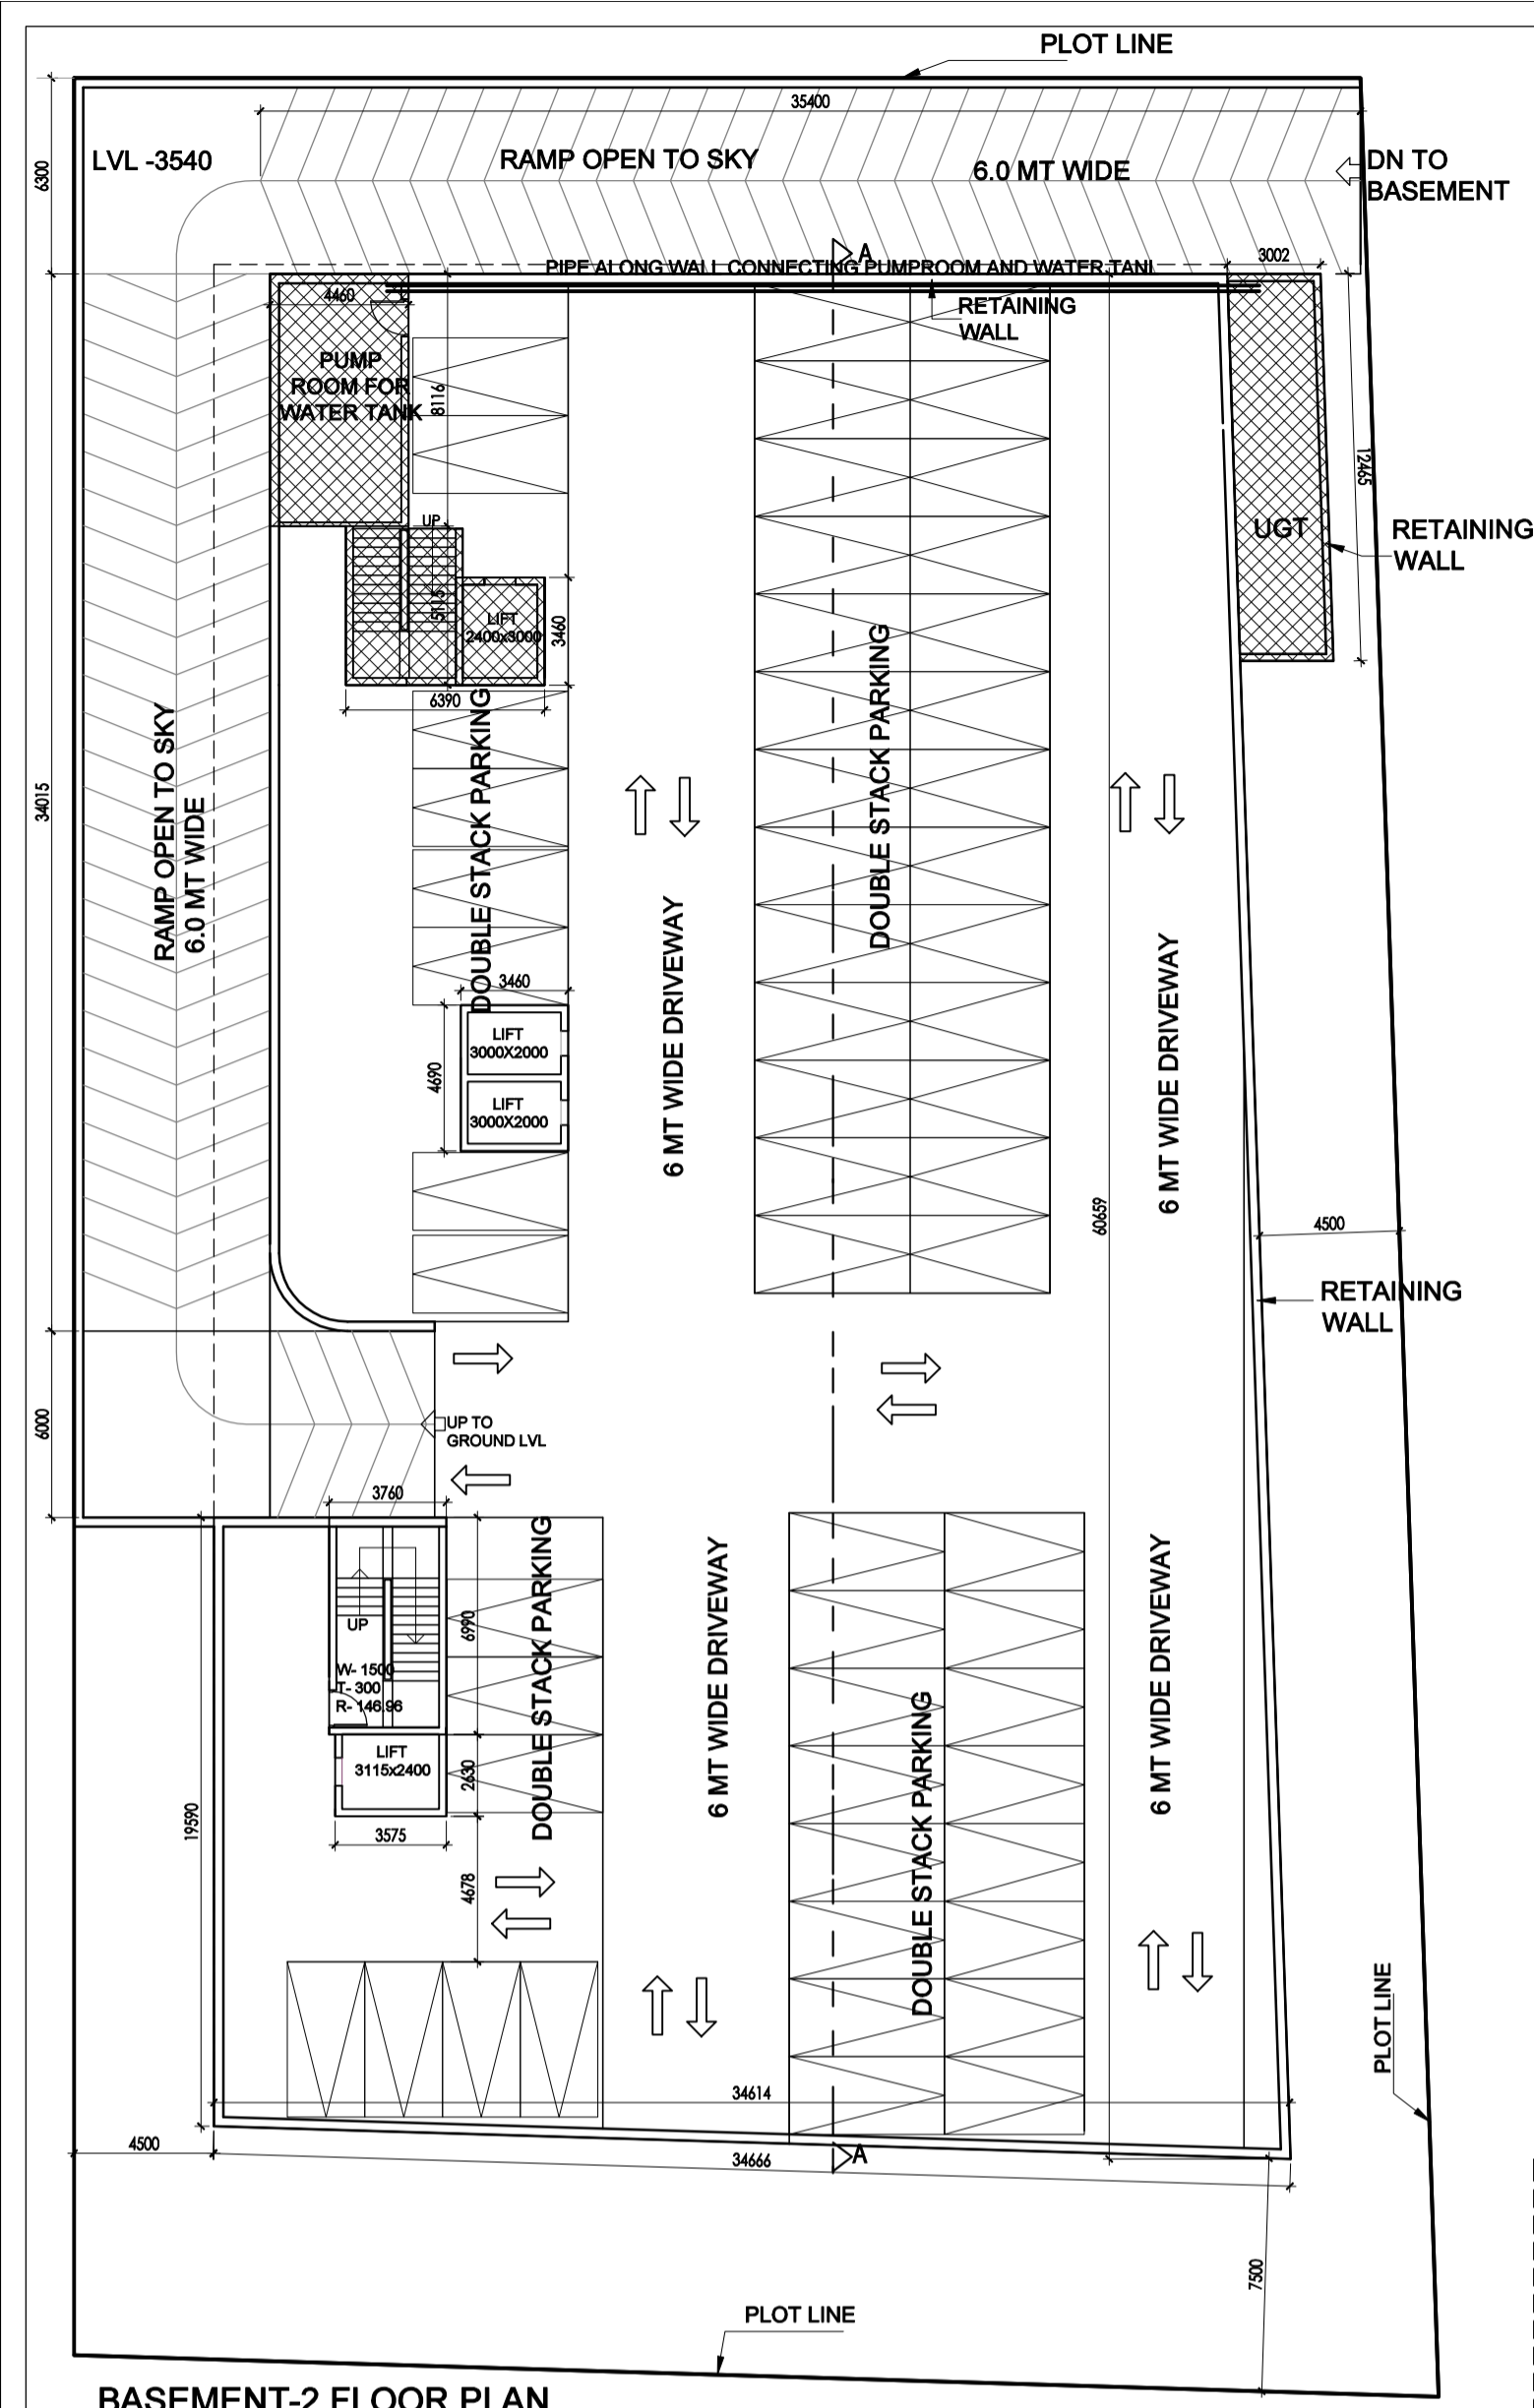 PLOT LINE
35400
6300
LVL -3540
RAMP OPEN TO SKY
6.0 MT WIDE
DN TO
BASEMENT
A
PIPE ALONG WALL CONNECTING PUMPROOM AND WATER TANK
3002
4460
RETAINING
WALL
PUMP
ROOM FOR
WATER TANK
8116
12465
UP
UGT
RETAINING
WALL
5115
LIFT
2400x3000
3460
6390
DOUBLE STACK PARKING
DOUBLE STACK PARKING
RAMP OPEN TO SKY
6.0 MT WIDE
34015
6 MT WIDE DRIVEWAY
6 MT WIDE DRIVEWAY
3460
LIFT
3000X2000
4690
LIFT
3000X2000
60659
4500
RETAINING
WALL
6000
UP TO
GROUND LVL
3760
DOUBLE STACK PARKING
6 MT WIDE DRIVEWAY
6 MT WIDE DRIVEWAY
UP
6990
W- 1500
T- 300
R- 146.96
LIFT
3115x2400
2630
DOUBLE STACK PARKING
19590
3575
4678
PLOT LINE
34614
4500
A
34666
7500
PLOT LINE
BASEMENT-2 FLOOR PLAN